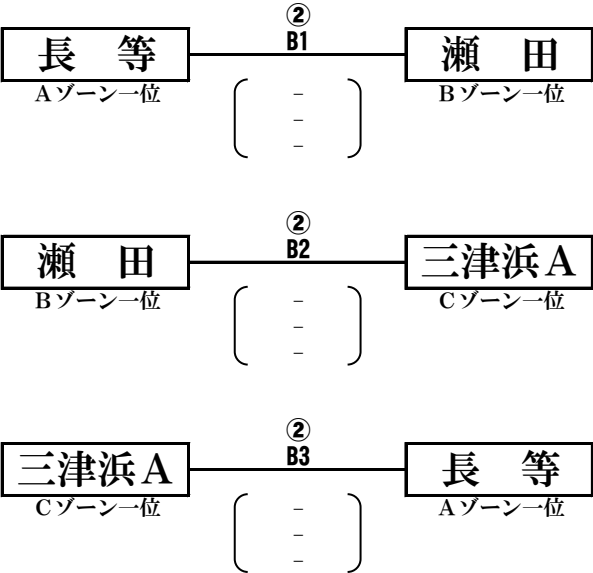 ②
B1
長　等
瀬　田
Aゾーン一位
Bゾーン一位
－
－
－
②
B2
瀬　田
三津浜A
Bゾーン一位
Cゾーン一位
－
－
－
②
B3
三津浜A
長　等
Cゾーン一位
Aゾーン一位
－
－
－